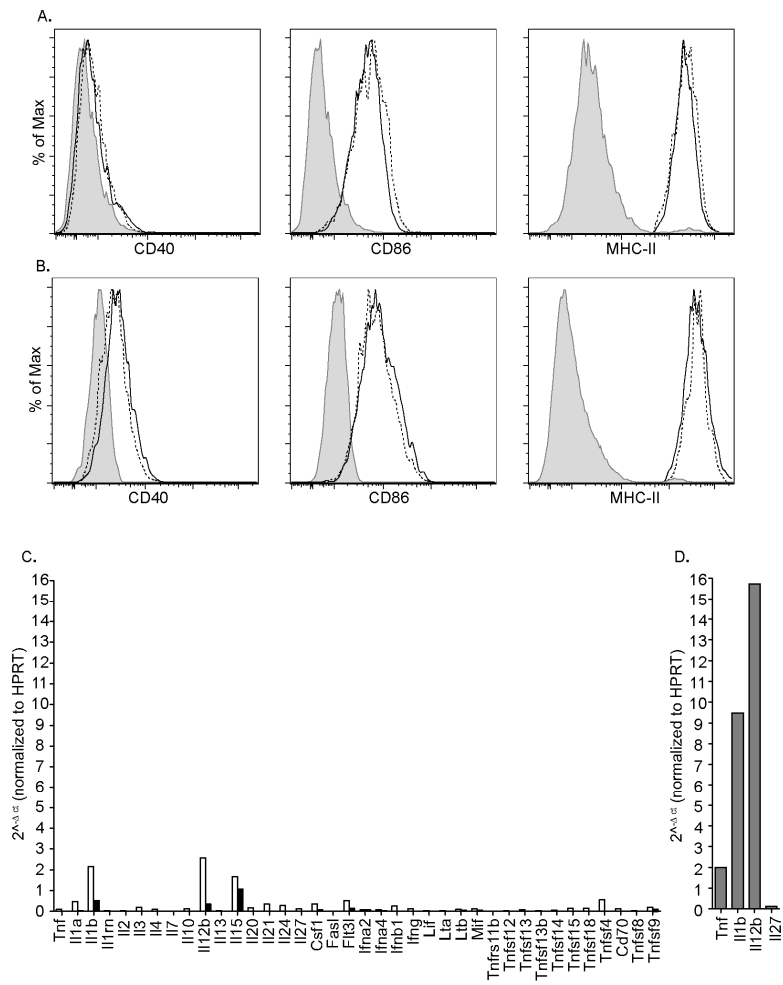 A.
% of Max
CD40
CD86
MHC-II
B.
% of Max
CD40
CD86
MHC-II
C.
2^-Δ ct (normalized to HPRT)
16
15
14
13
12
11
10
9
8
7
6
5
4
3
2
1
0
Tnf
Il1a
Il1b
Il1rn
Il2
Il3
Il4
Il7
Il10
Il12b
Il13
Il15
Il20
Il21
Il24
Il27
Csf1
Fasl
Flt3l
Ifna2
Ifna4
Ifnb1
Ifng
Lif
Lta
Ltb
Mif
Tnfrs11b
Tnfsf12
Tnfsf13
Tnfsf13b
Tnfsf14
Tnfsf15
Tnfsf18
Tnfsf4
Cd70
Tnfsf8
Tnfsf9
D.
2^-Δ ct (normalized to HPRT)
16
15
14
13
12
11
10
9
8
7
6
5
4
3
2
1
0
Tnf
Il1b
Il12b
Il27